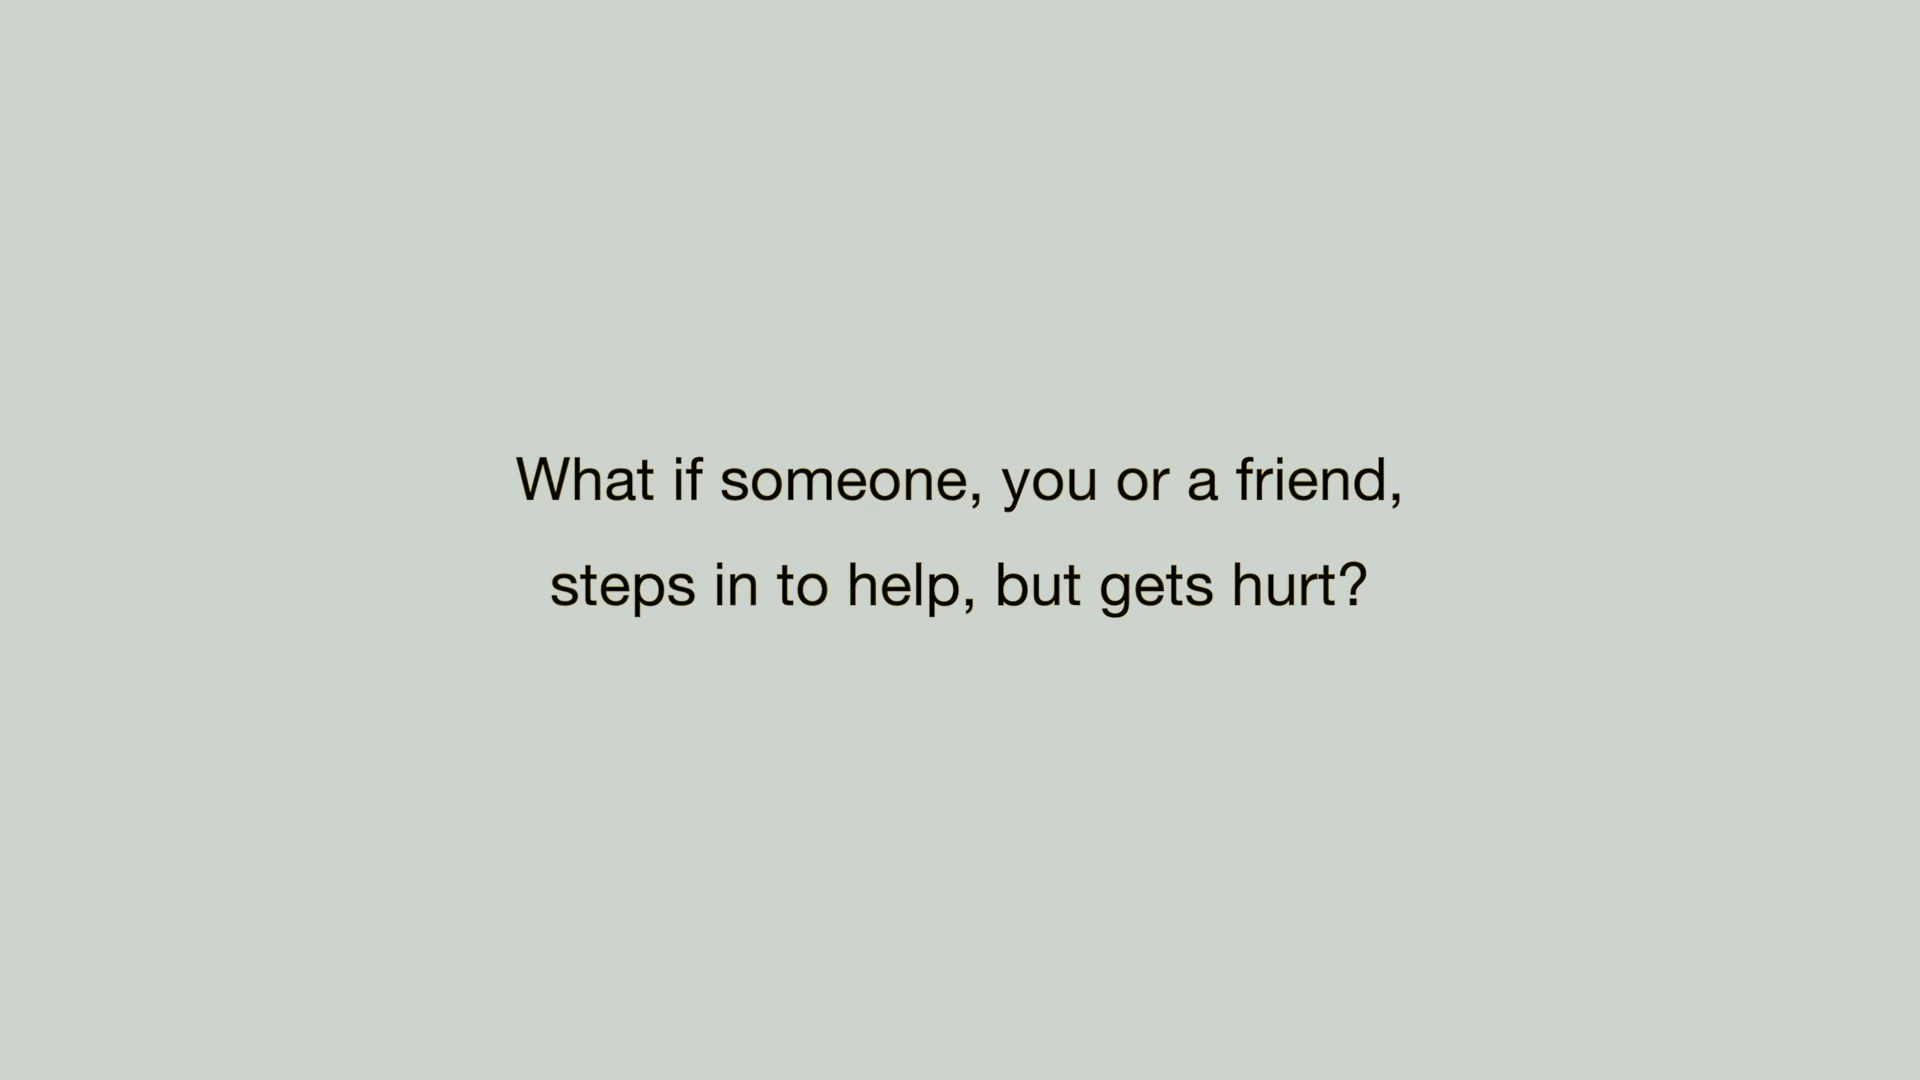 What if someone, you or a friend,
steps in to help, but gets hurt?